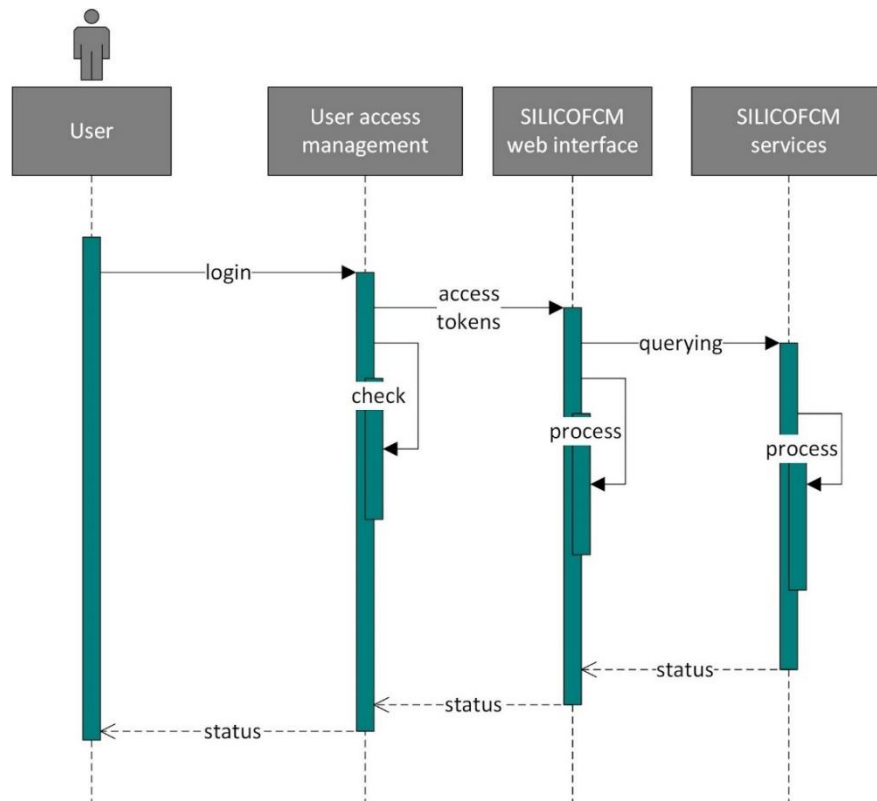 User
User access
management
SILICOFCM
web interface
SILICOFCM
services
login
access
tokens
querying
check
process
process
status
status
status